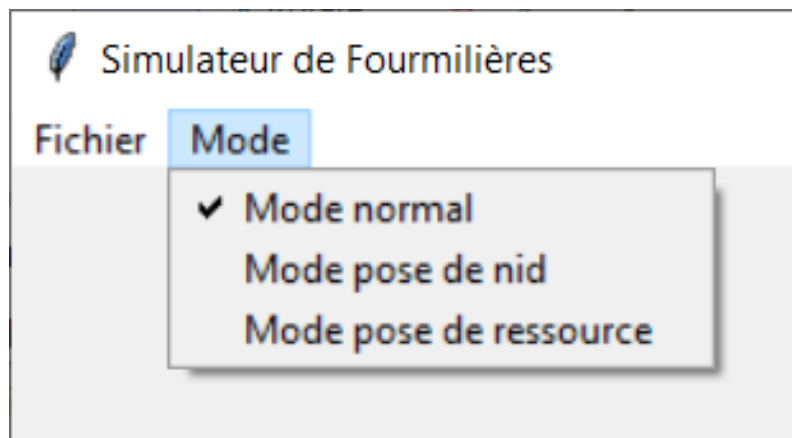 Simulateur de Fourmilières
Fichier Mode
Mode normal
Mode pose de nid
Mode pose de ressource